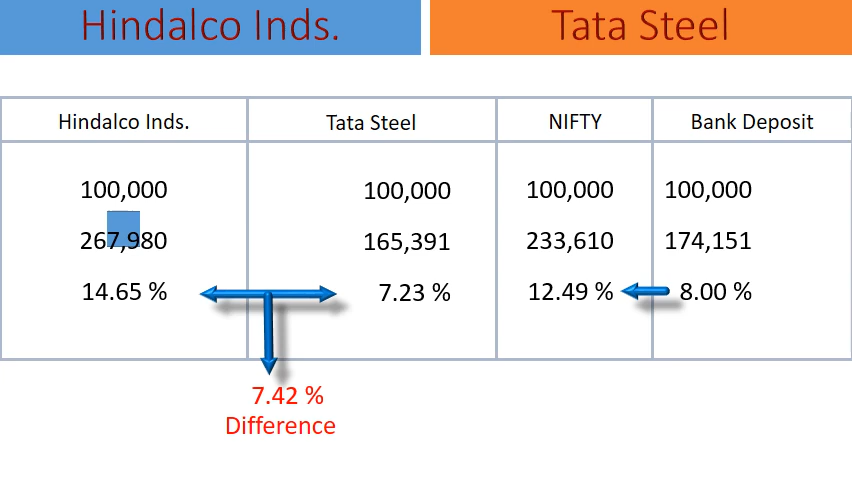 Hindalco Inds. Tata Steel
Hindalco Inds. Tata Steel NIFTY Bank Deposit
100,000 100,000 100,000 100,000
267,980 165,391 233,610 174,151
14.65 % 7.23 % 12.49 % 8.00 %
7.42 %
Difference